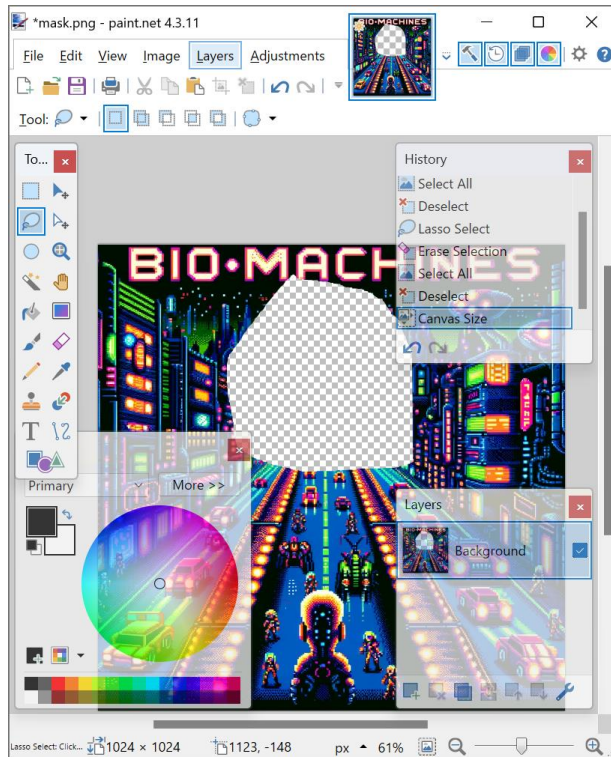 *mask.png - paint.net 4.3.11
BIO-MACHINES
File Edit View Image Layers Adjustments
Tool:
To...
History
Select All
Deselect
Lasso Select
Erase Selection
Select All
Deselect
Canvas Size
BIO•MACHINES
Primary
More >>
Layers
Background
Lasso Select: Click...
1024 × 1024
1123, -148
px
61%